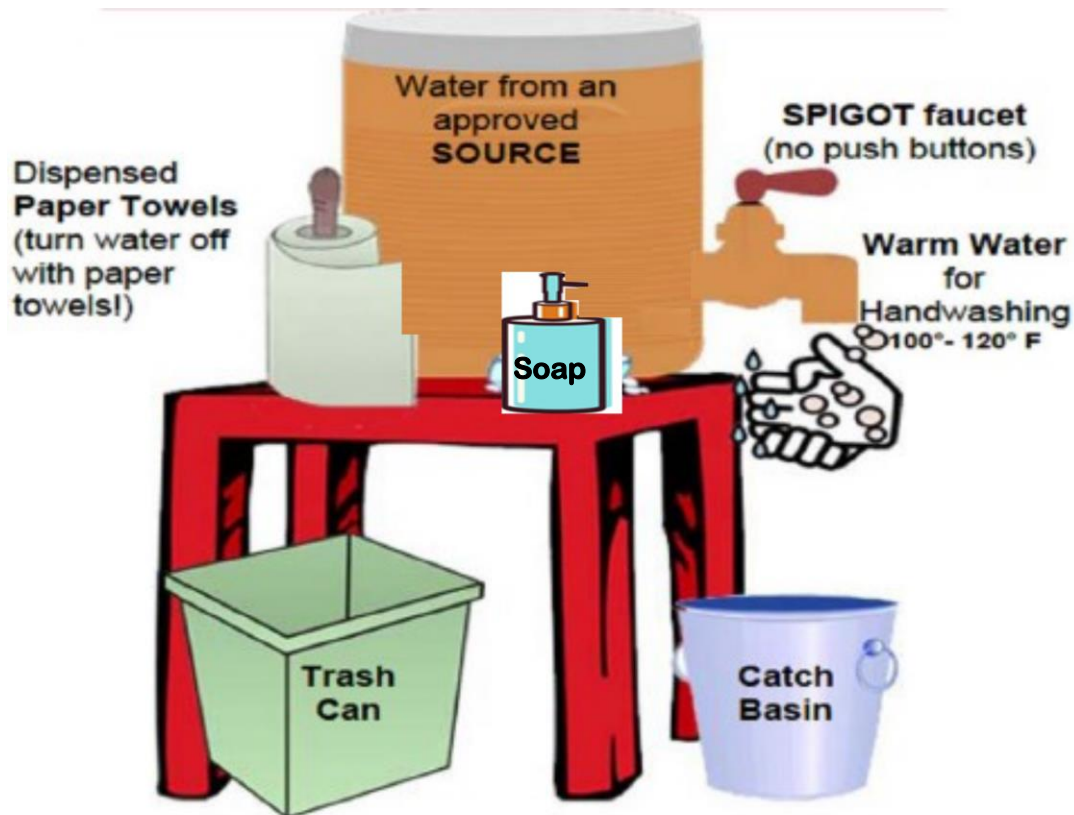 Water from an
approved
SOURCE
SPIGOT faucet
(no push buttons)
Dispensed
Paper Towels
(turn water off
with paper
towels!)
Warm Water
for
Handwashing
100°- 120° F
Soap
Trash
Can
Catch
Basin